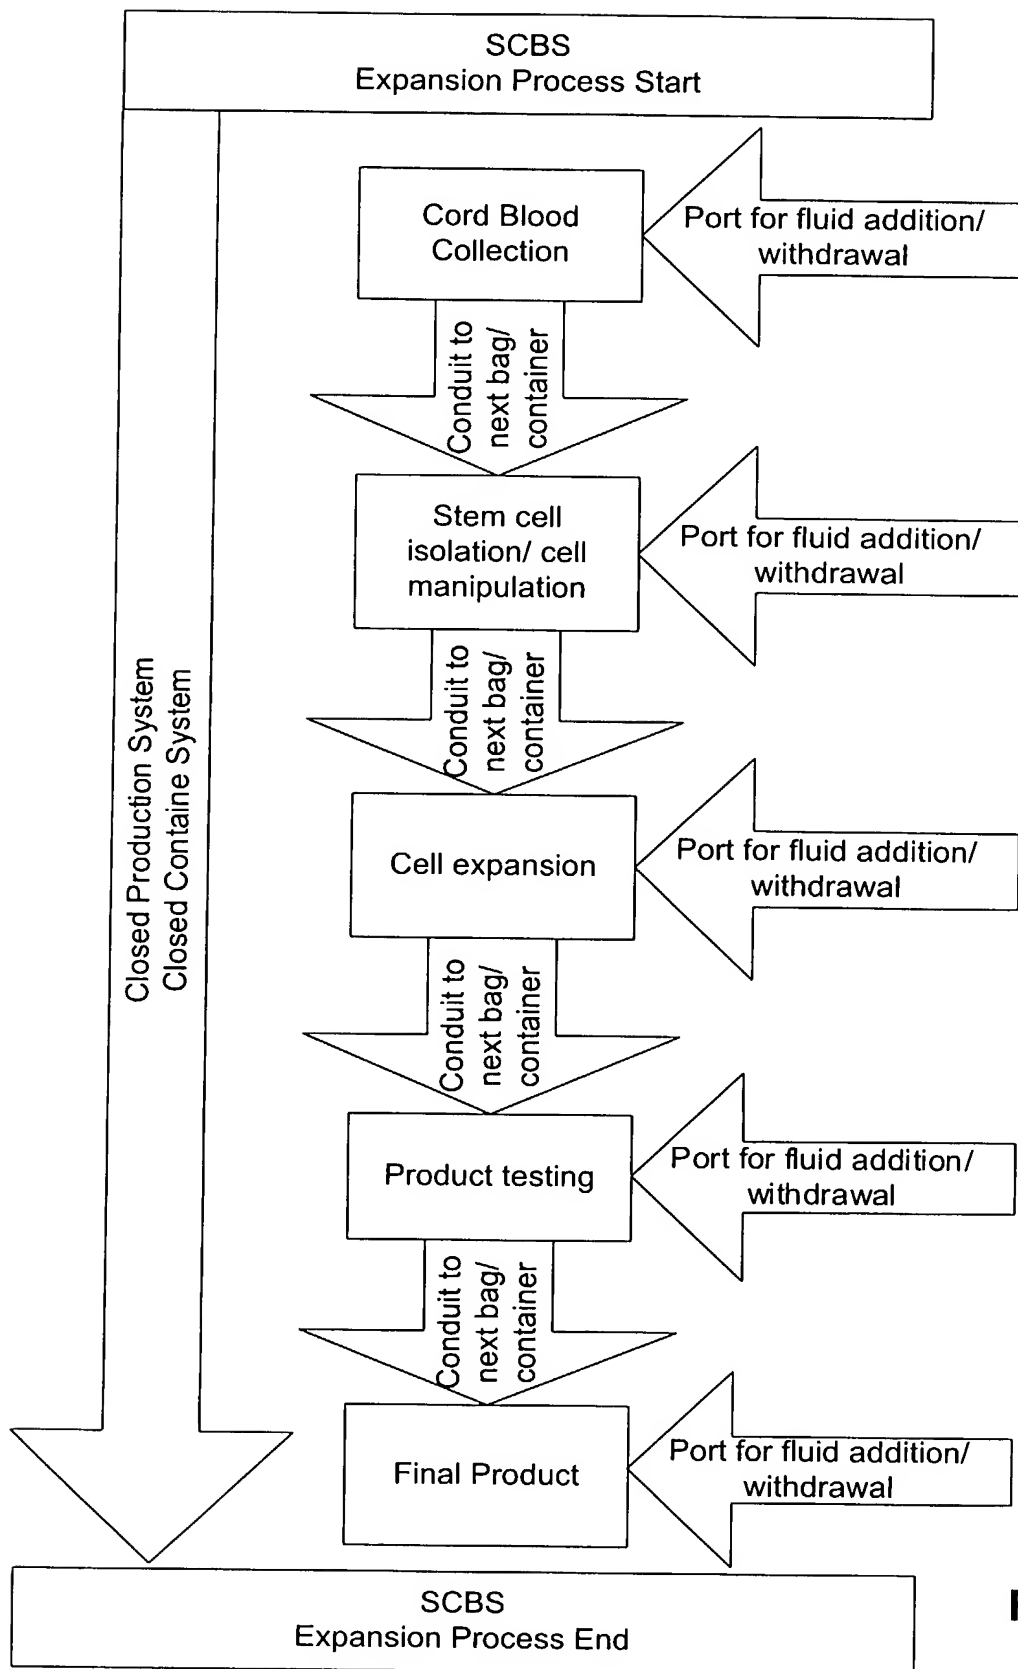 SCBS
Expansion Process Start
Cord Blood
Collection
Port for fluid addition/
withdrawal
Conduit to
next bag/
container
Stem cell
isolation/ cell
manipulation
Port for fluid addition/
withdrawal
Conduit to
next bag/
container
Closed Production System
Closed Containe System
Cell expansion
Port for fluid addition/
withdrawal
Conduit to
next bag/
container
Product testing
Port for fluid addition/
withdrawal
Conduit to
next bag/
container
Final Product
Port for fluid addition/
withdrawal
SCBS
Expansion Process End